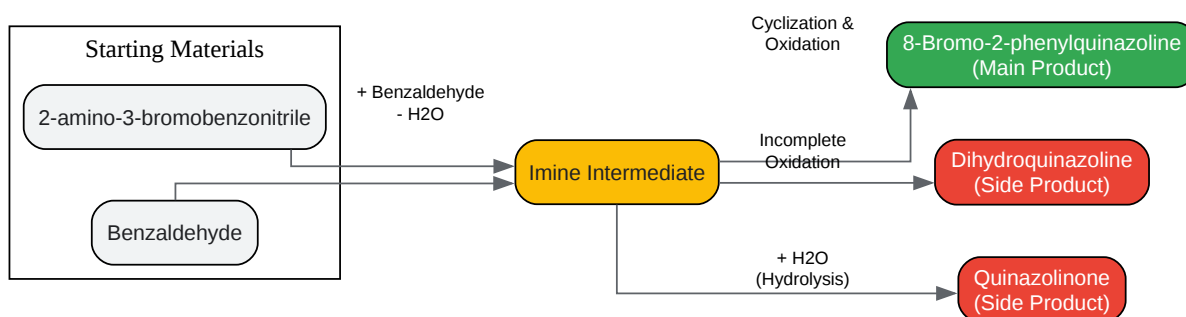 Starting Materials
2-amino-3-bromobenzonitrile
Benzaldehyde
+ Benzaldehyde
- H2O
Imine Intermediate
Cyclization &
Oxidation
8-Bromo-2-phenylquinazoline
(Main Product)
Incomplete
Oxidation
Dihydroquinazoline
(Side Product)
+ H2O
(Hydrolysis)
Quinazolinone
(Side Product)